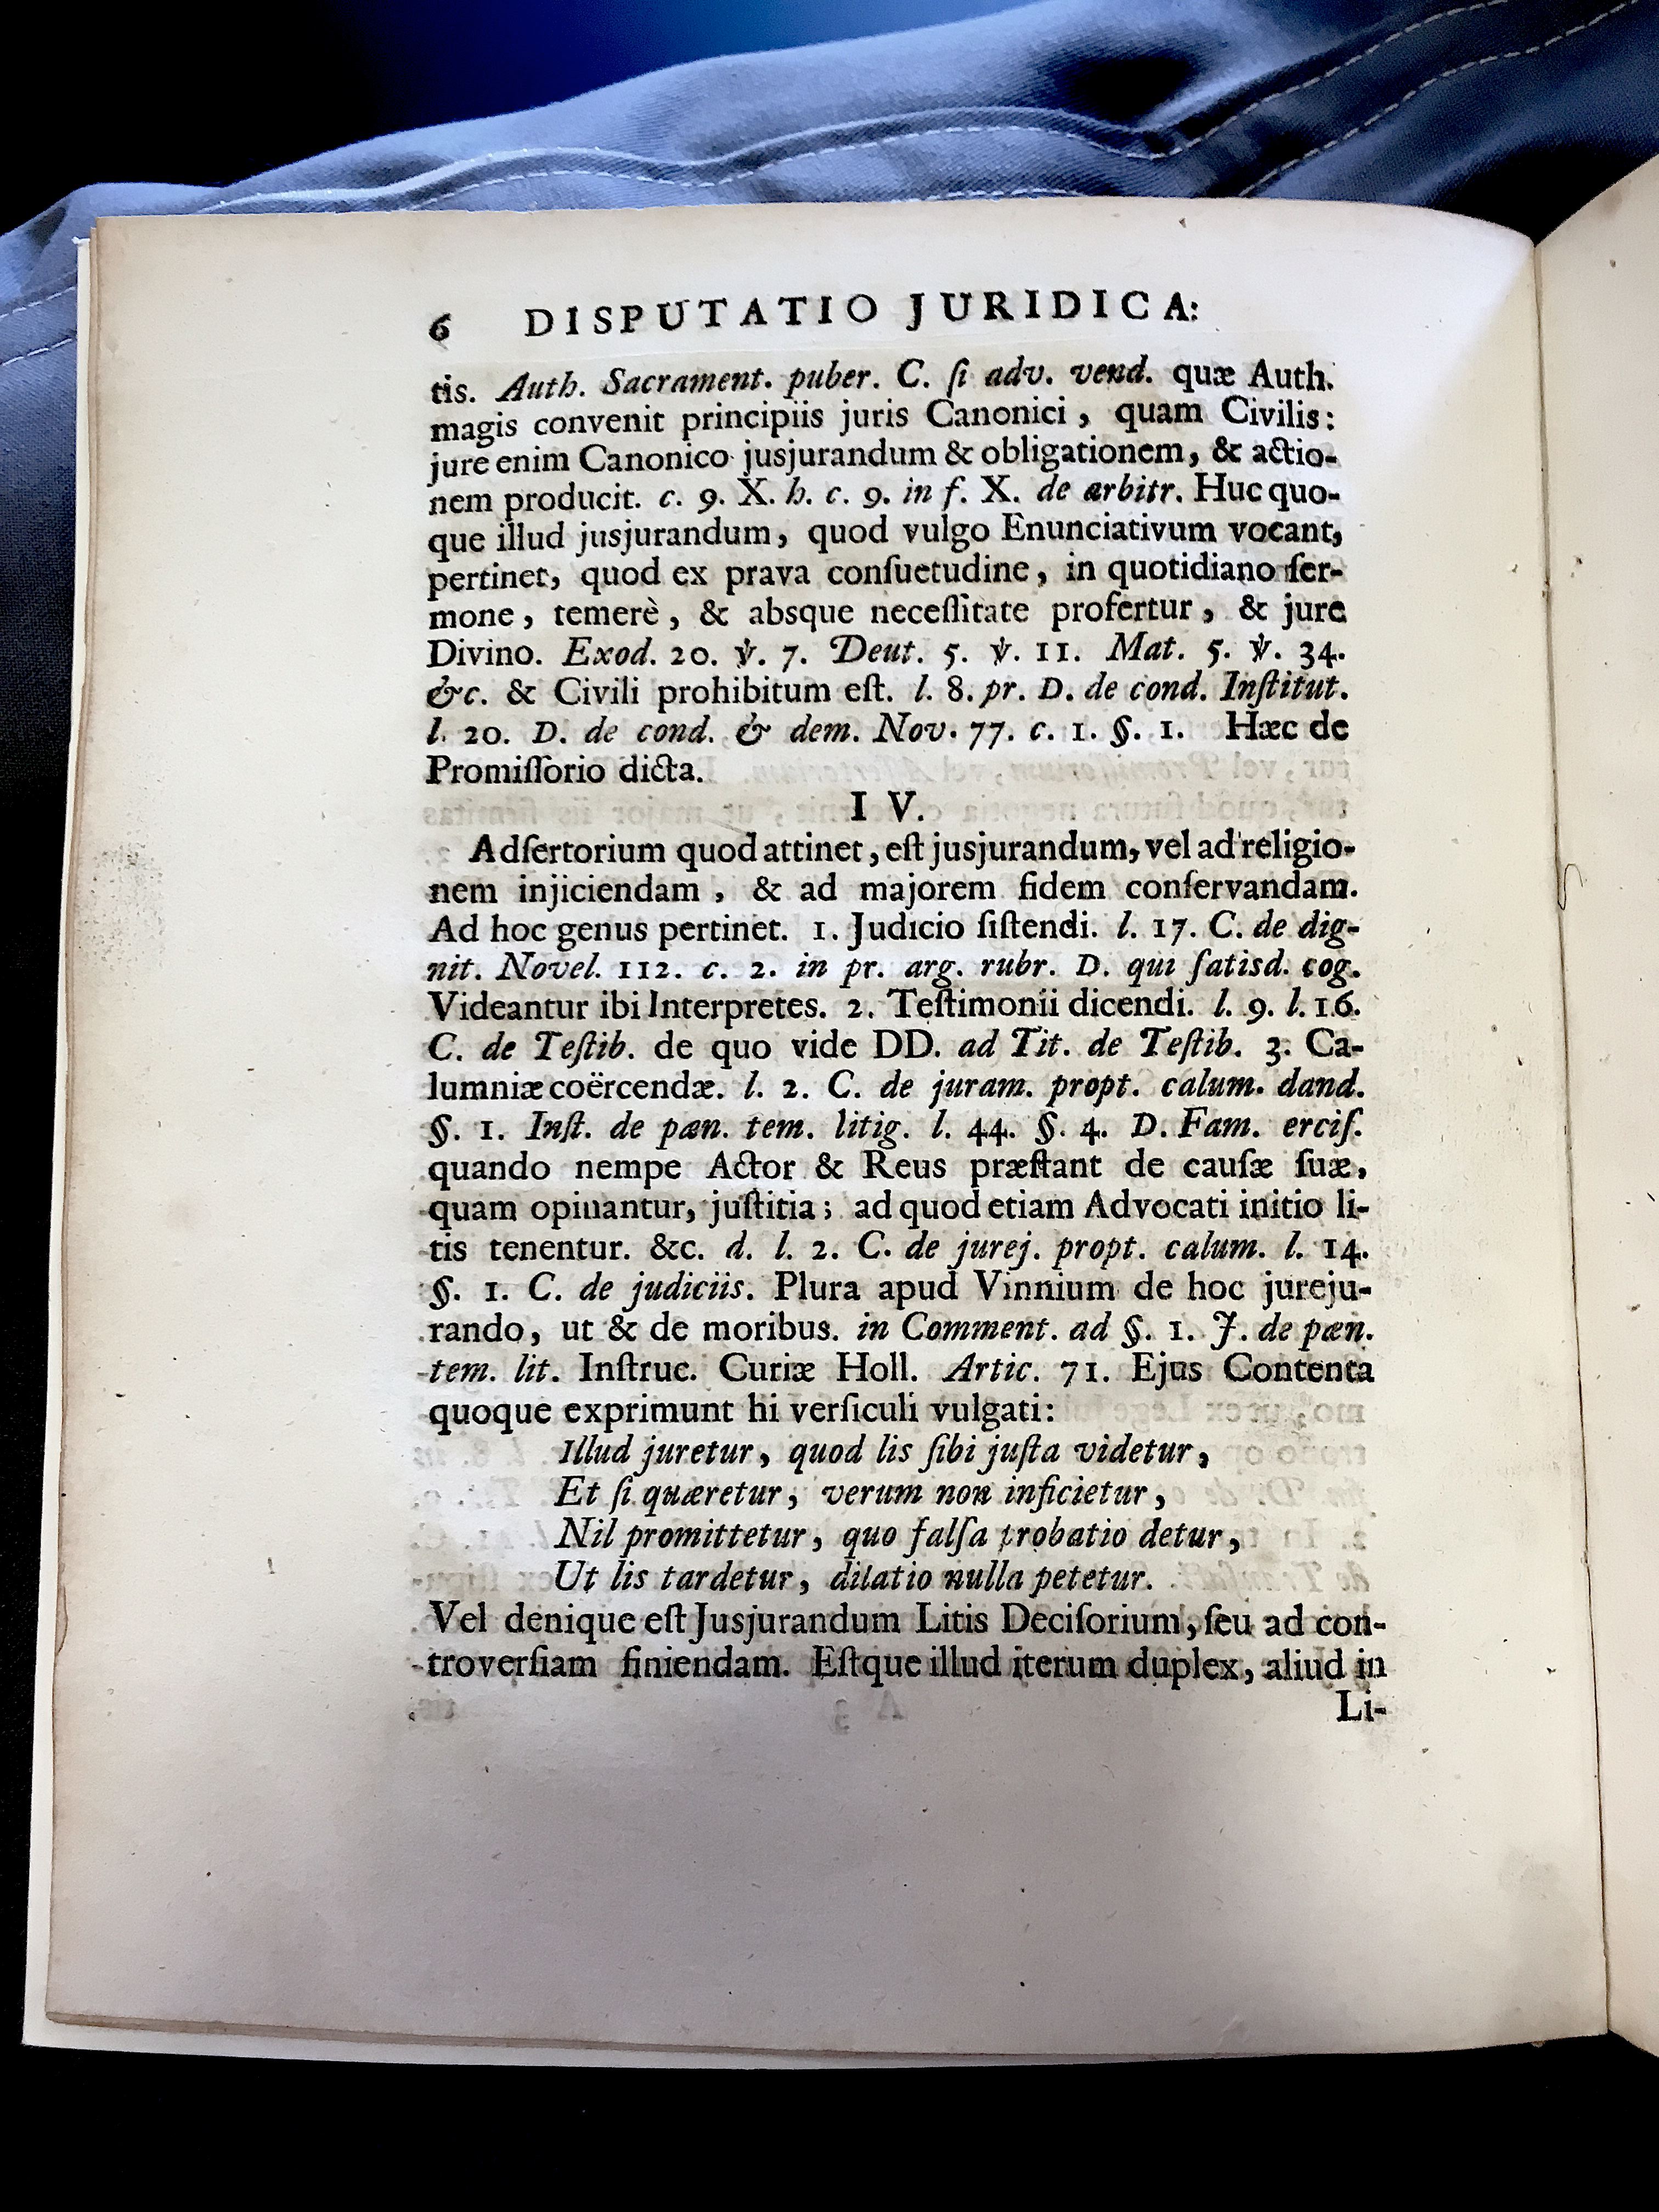 6 DISPUTATIO JURIDICA:
tis. Auth. Sacrament. puber. C. ſi adv. vend. quæ Auth.
magis convenit principiis juris Canonici, quam Civilis:
jure enim Canonico jusjurandum & obligationem, & actio-
nem producit. c. 9. X. h. c. 9. in f. X. de arbitr. Huc quo-
que illud jusjurandum, quod vulgo Enunciativum vocant,
pertinet, quod ex prava conſuetudine, in quotidiano ſer-
mone, temerè, & absque neceſſitate profertur, & jure
Divino. Exod. 20. ℣. 7. Deut. 5. ℣. 11. Mat. 5. ℣. 34.
&c. & Civili prohibitum eſt. l. 8. pr. D. de cond. Inſtitut.
l. 20. D. de cond. & dem. Nov. 77. c. 1. §. 1. Hæc de
Promiſſorio dicta.
I V.
Adſertorium quod attinet, eſt jusjurandum, vel ad religio-
nem injiciendam, & ad majorem fidem conſervandam.
Ad hoc genus pertinet. 1. Judicio ſiſtendi. l. 17. C. de dig-
nit. Novel. 112. c. 2. in pr. arg. rubr. D. qui ſatisd. cog.
Videantur ibi Interpretes. 2. Teſtimonii dicendi. l. 9. l. 16.
C. de Teſtib. de quo vide DD. ad Tit. de Teſtib. 3. Ca-
lumniæ coërcendæ. l. 2. C. de juram. propt. calum. dand.
§. 1. Inſt. de pæn. tem. litig. l. 44. §. 4. D. Fam. erciſ.
quando nempe Actor & Reus præſtant de cauſæ ſuæ,
quam opinantur, juſtitia; ad quod etiam Advocati initio li-
tis tenentur. &c. d. l. 2. C. de jurej. propt. calum. l. 14.
§. 1. C. de judiciis. Plura apud Vinnium de hoc jureju-
rando, ut & de moribus. in Comment. ad §. 1. J. de pæn.
tem. lit. Inſtruc. Curiæ Holl. Artic. 71. Ejus Contenta
quoque exprimunt hi verſiculi vulgati:
Illud juretur, quod lis ſibi juſta videtur,
Et ſi quæretur, verum non inficietur,
Nil promittetur, quo falſa probatio detur,
Ut lis tardetur, dilatio nulla petetur.
Vel denique eſt Jusjurandum Litis Deciſorium, ſeu ad con-
troverſiam finiendam. Eſtque illud iterum duplex, aliud in
Li-